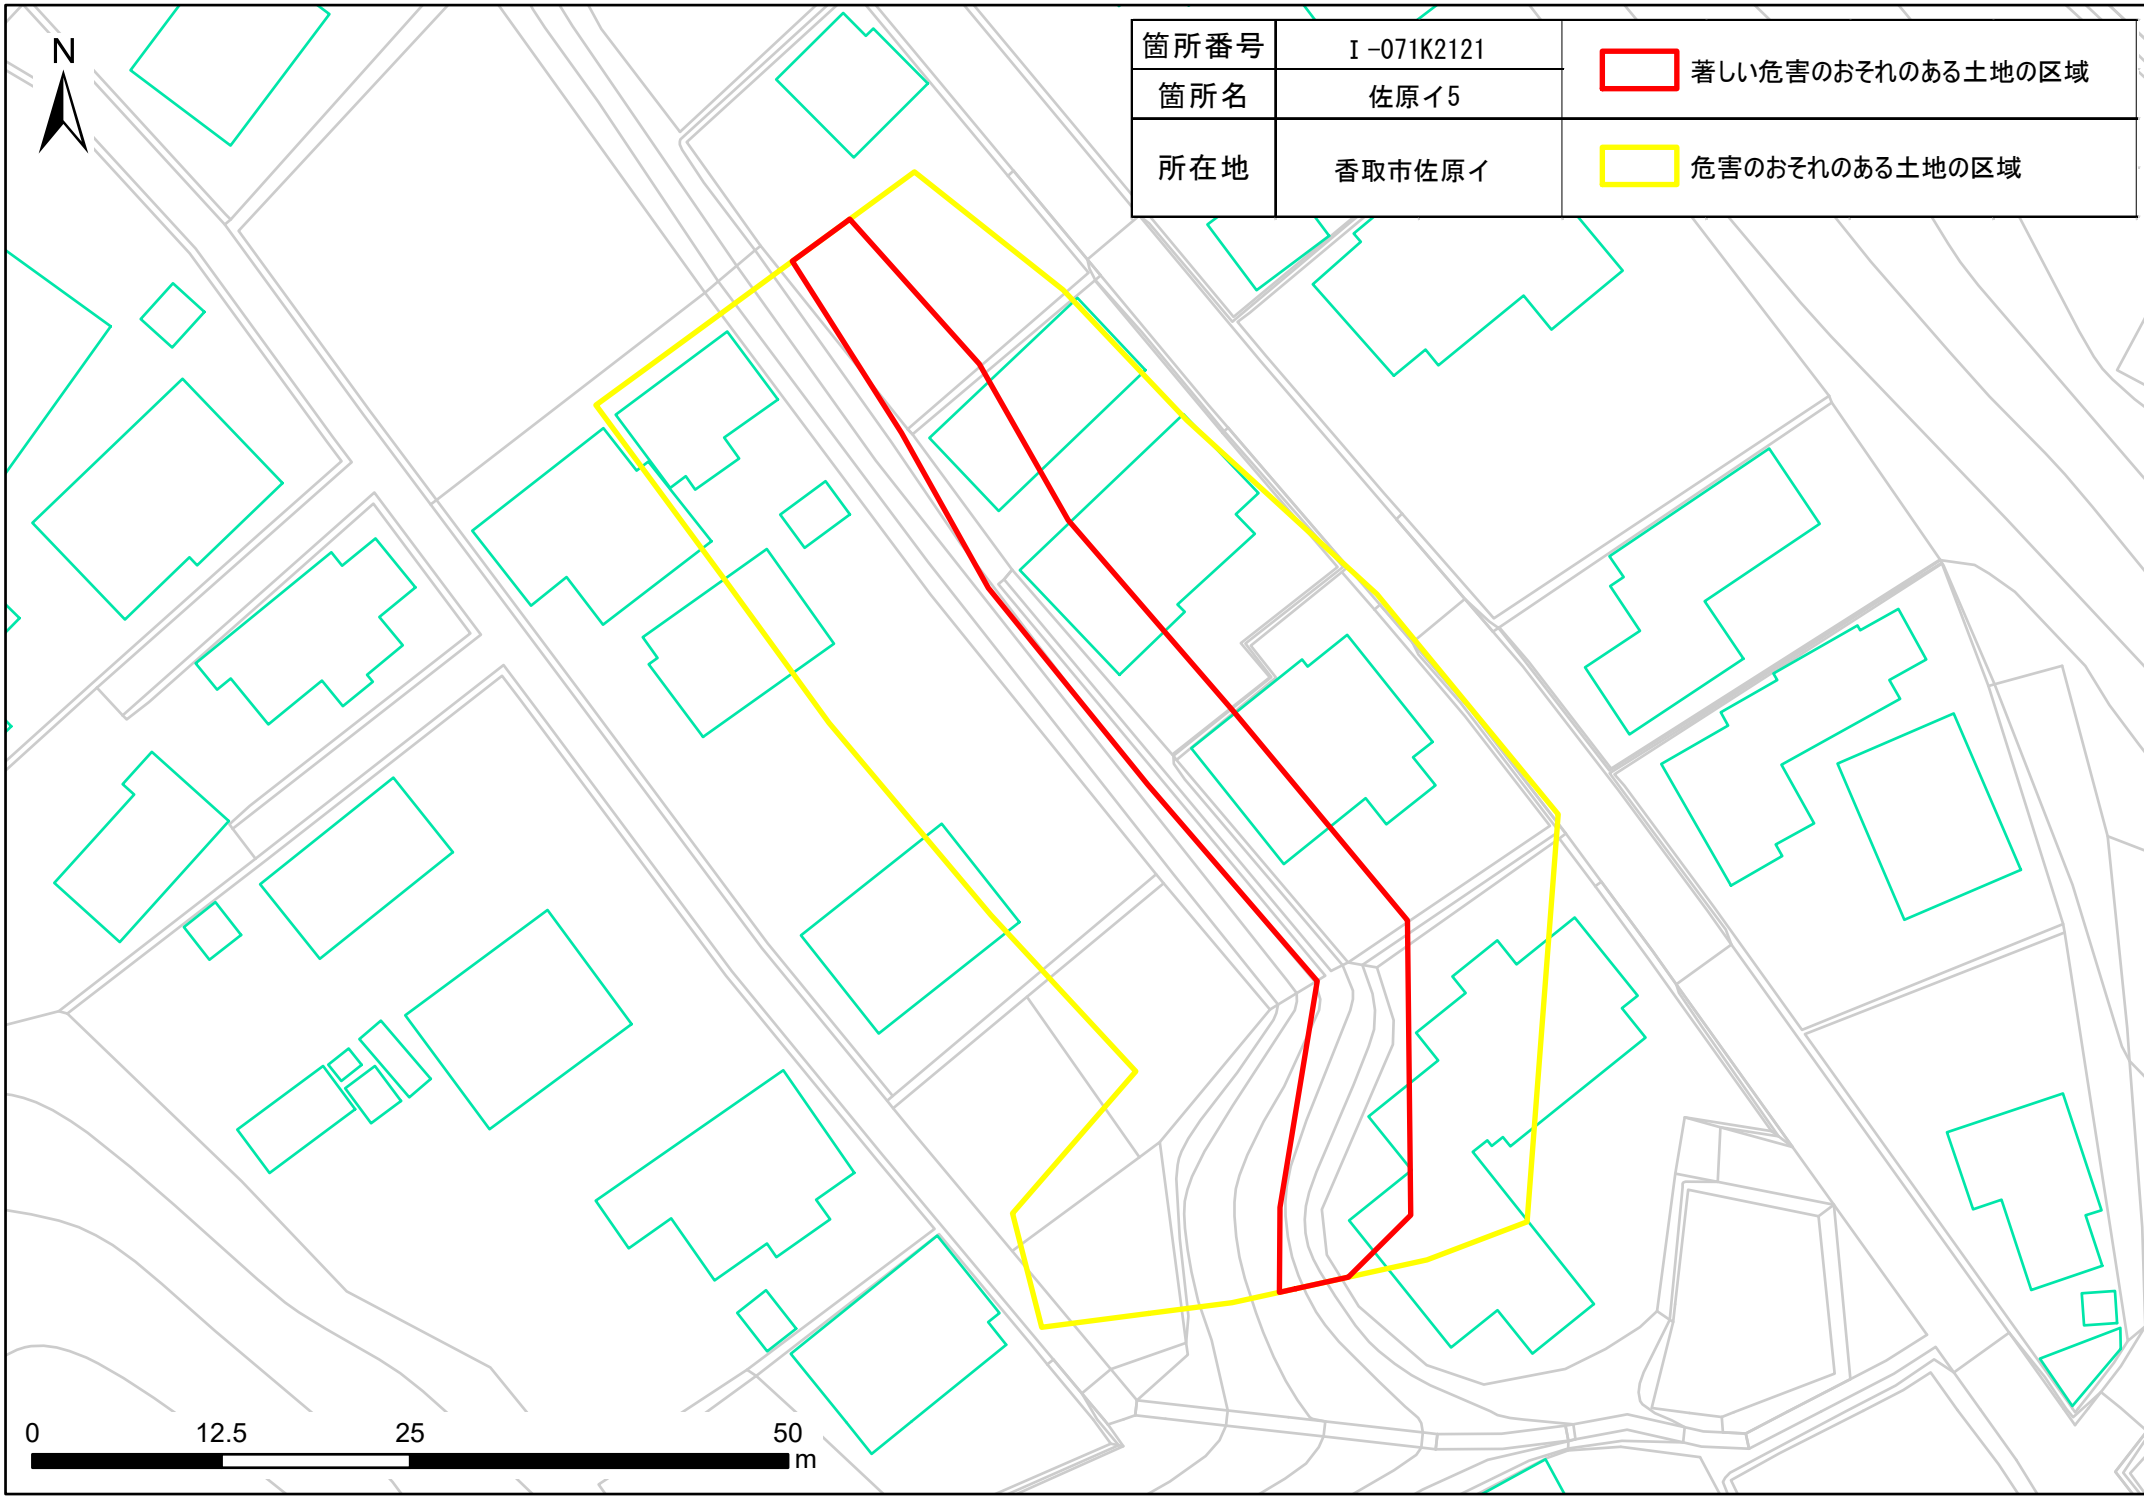 N
箇所番号 I-071K2121
箇所名 佐原イ5
所在地 香取市佐原イ
著しい危害のおそれのある土地の区域
危害のおそれのある土地の区域
0 12.5 25 50
m